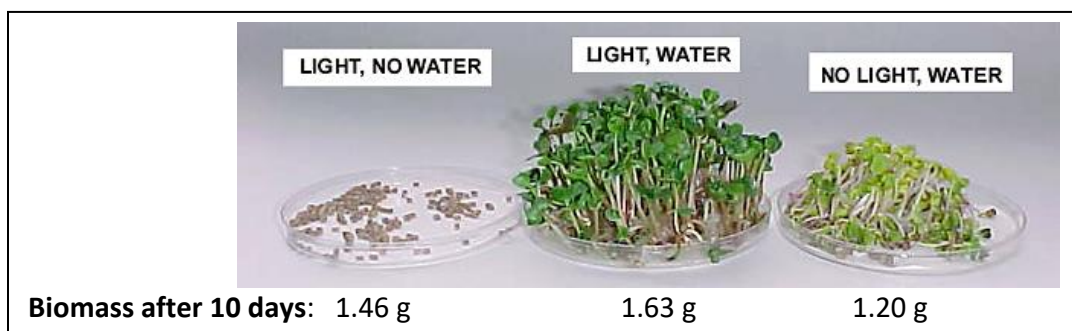 LIGHT, NO WATER
LIGHT, WATER
NO LIGHT, WATER
Biomass after 10 days: 1.46 g 1.63 g 1.20 g